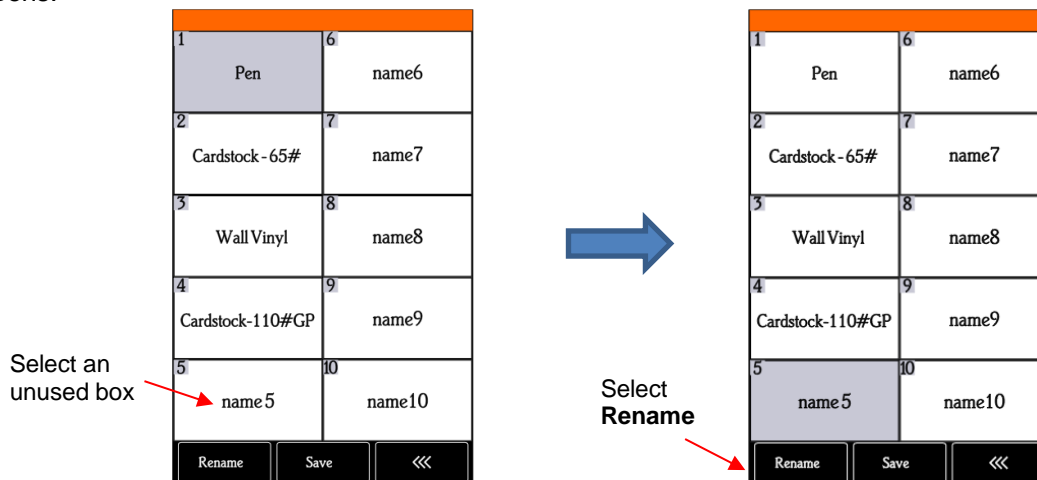 1
6
Pen
name6
2
7
Cardstock - 65#
name7
3
8
Wall Vinyl
name8
4
9
Cardstock-110#GP
name9
5
10
name 5
name10
Rename
Save
<<<
Select an
unused box
1
6
Pen
name6
2
7
Cardstock - 65#
name7
3
8
Wall Vinyl
name8
4
9
Cardstock-110#GP
name9
5
10
name 5
name10
Rename
Save
<<<
Select
Rename